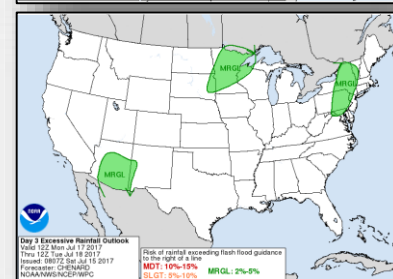 MRGL
MRGL
MRGL
NOAA
Day 3 Excessive Rainfall Outlook
Valid 12Z Mon Jul 17 2017
Thru 12Z Tue Jul 18 2017
Issued: 0807Z Sat Jul 15 2017
Forecaster: CHENARD
NOAA/NWS/NCEP/WPC
Risk of rainfall exceeding flash flood guidance
to the right of a line
MDT: 10%-15%
SLGT: 5%-10%
MRGL: 2%-5%